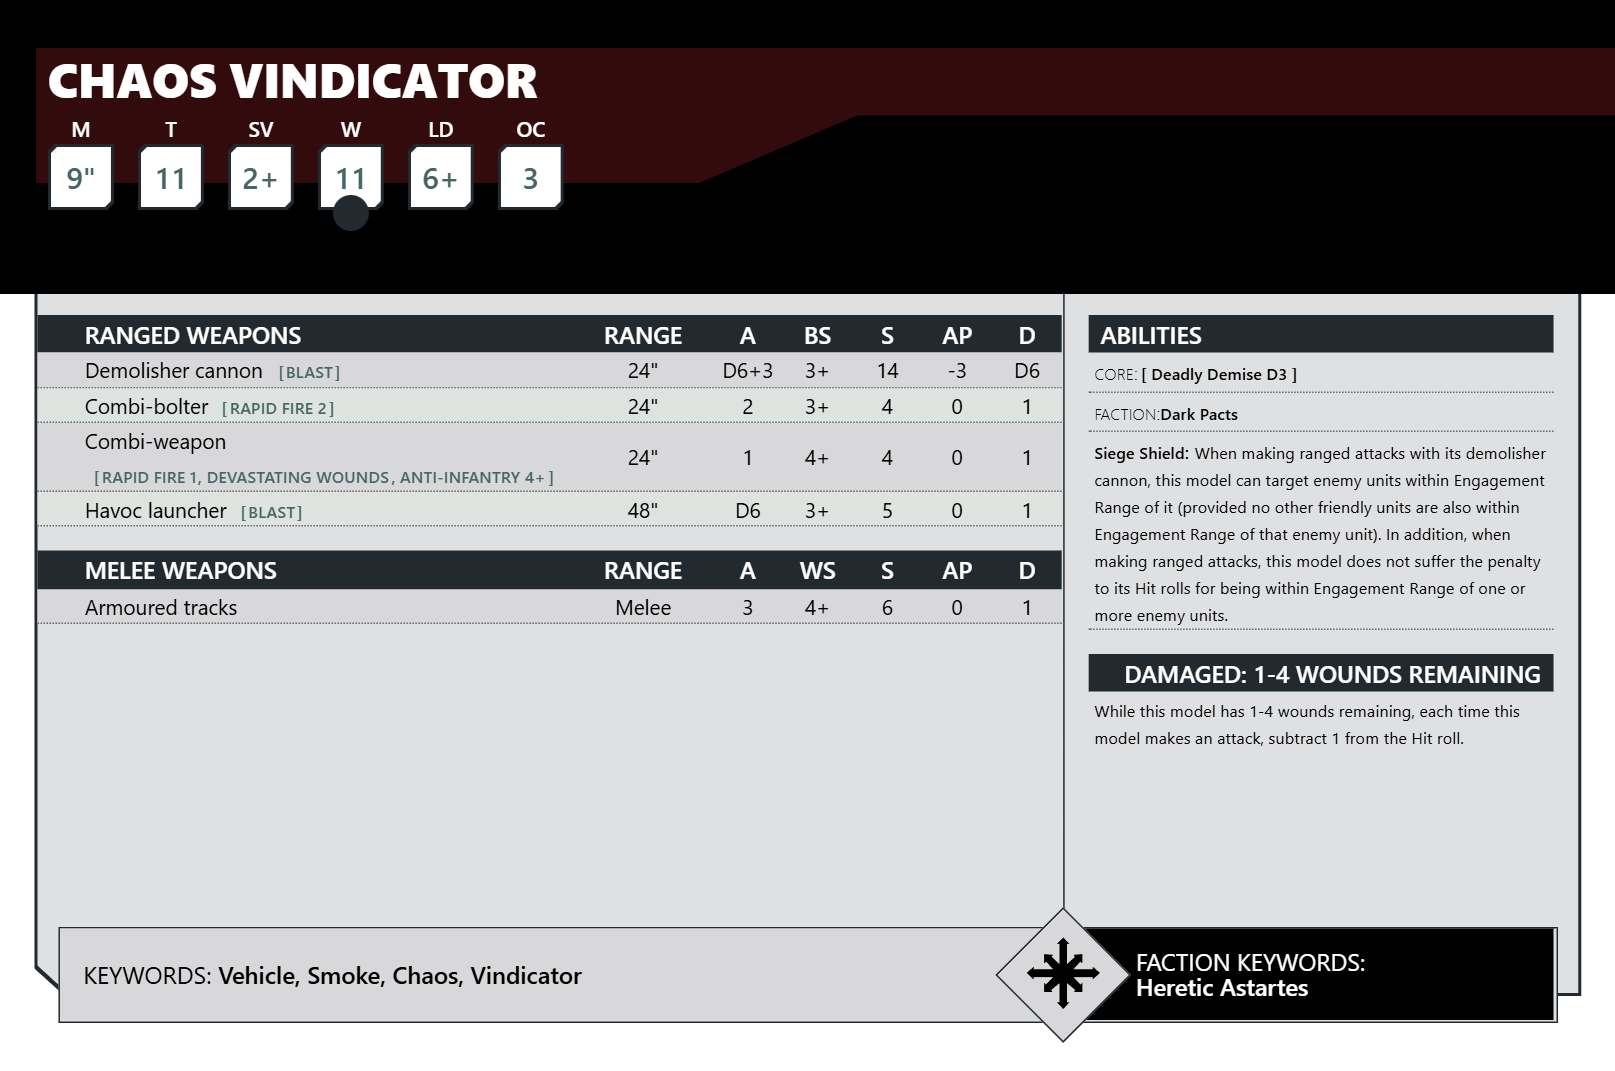 CHAOS VINDICATOR
M T SV W LD OC
9" 11 2+ 11 6+ 3
RANGED WEAPONS RANGE A BS S AP D
Demolisher cannon [BLAST] 24" D6+3 3+ 14 -3 D6
Combi-bolter [RAPID FIRE 2] 24" 2 3+ 4 0 1
Combi-weapon
[RAPID FIRE 1, DEVASTATING WOUNDS, ANTI-INFANTRY 4+] 24" 1 4+ 4 0 1
Havoc launcher [BLAST] 48" D6 3+ 5 0 1
MELEE WEAPONS RANGE A WS S AP D
Armoured tracks Melee 3 4+ 6 0 1
ABILITIES
CORE: [ Deadly Demise D3 ]
FACTION:Dark Pacts
Siege Shield: When making ranged attacks with its demolisher
cannon, this model can target enemy units within Engagement
Range of it (provided no other friendly units are also within
Engagement Range of that enemy unit). In addition, when
making ranged attacks, this model does not suffer the penalty
to its Hit rolls for being within Engagement Range of one or
more enemy units.
DAMAGED: 1-4 WOUNDS REMAINING
While this model has 1-4 wounds remaining, each time this
model makes an attack, subtract 1 from the Hit roll.
KEYWORDS: Vehicle, Smoke, Chaos, Vindicator
FACTION KEYWORDS:
Heretic Astartes